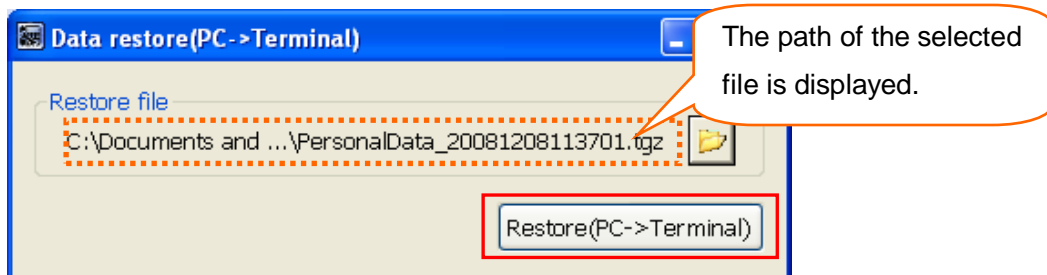 Data restore(PC->Terminal)
The path of the selected
file is displayed.
Restore file
C:\Documents and ...\PersonalData_20081208113701.tgz
Restore(PC->Terminal)